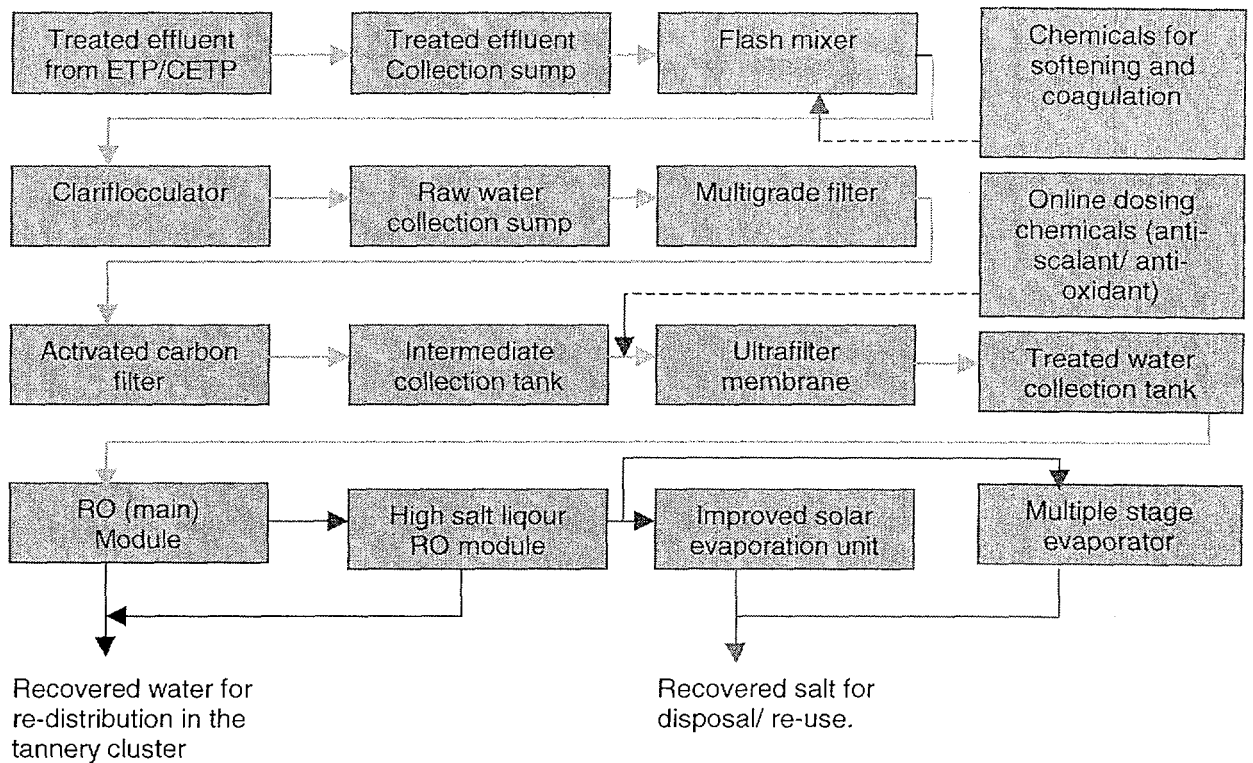 Treated effluent
from ETP/CETP
Treated effluent
Collection sump
Flash mixer
Chemicals for
softening and
coagulation
Clariflocculator
Raw water
collection sump
Multigrade filter
Online dosing
chemicals (anti-
scalant/ anti-
oxidant)
Activated carbon
filter
Intermediate
collection tank
Ultrafilter
membrane
Treated water
collection tank
RO (main)
Module
High salt liqour
RO module
Improved solar
evaporation unit
Multiple stage
evaporator
Recovered water for
re-distribution in the
tannery cluster
Recovered salt for
disposal/ re-use.